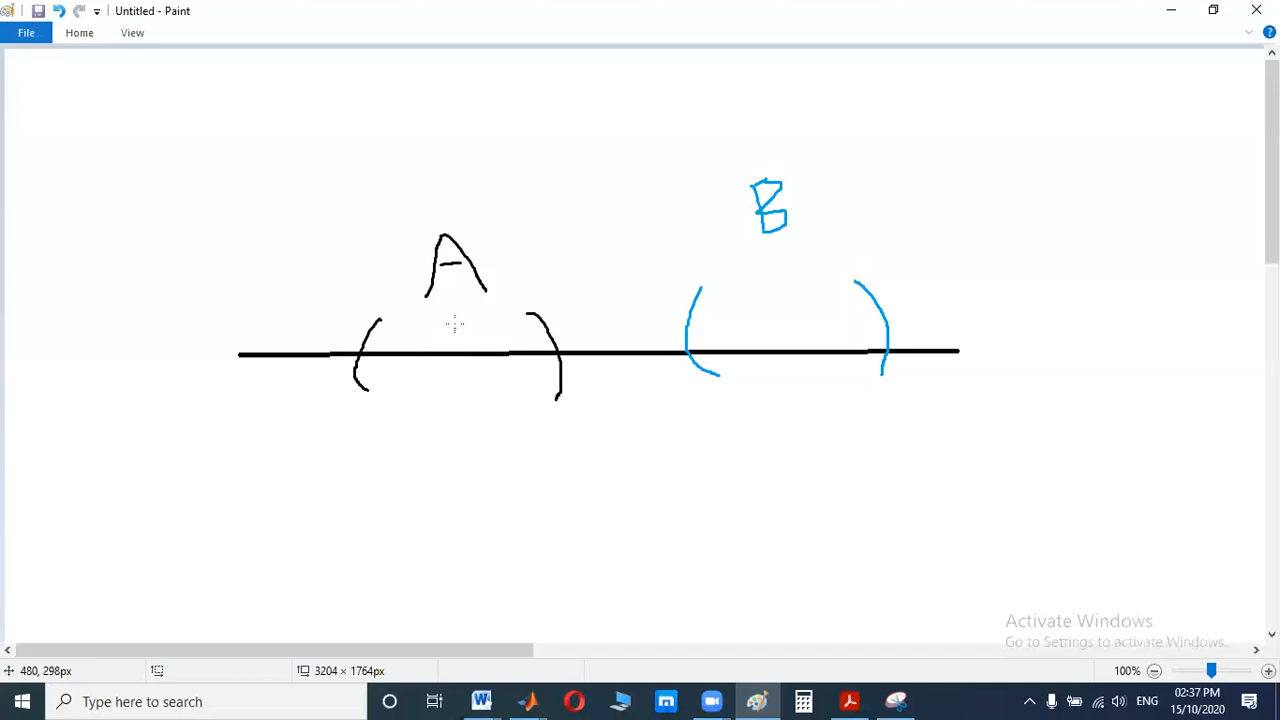 Untitled - Paint
File
Home
View
B
A
( )
( )
Activate Windows
Go to Settings to activate Windows.
480, 298px
3204 × 1764px
100%
Type here to search
ENG
02:37 PM
15/10/2020